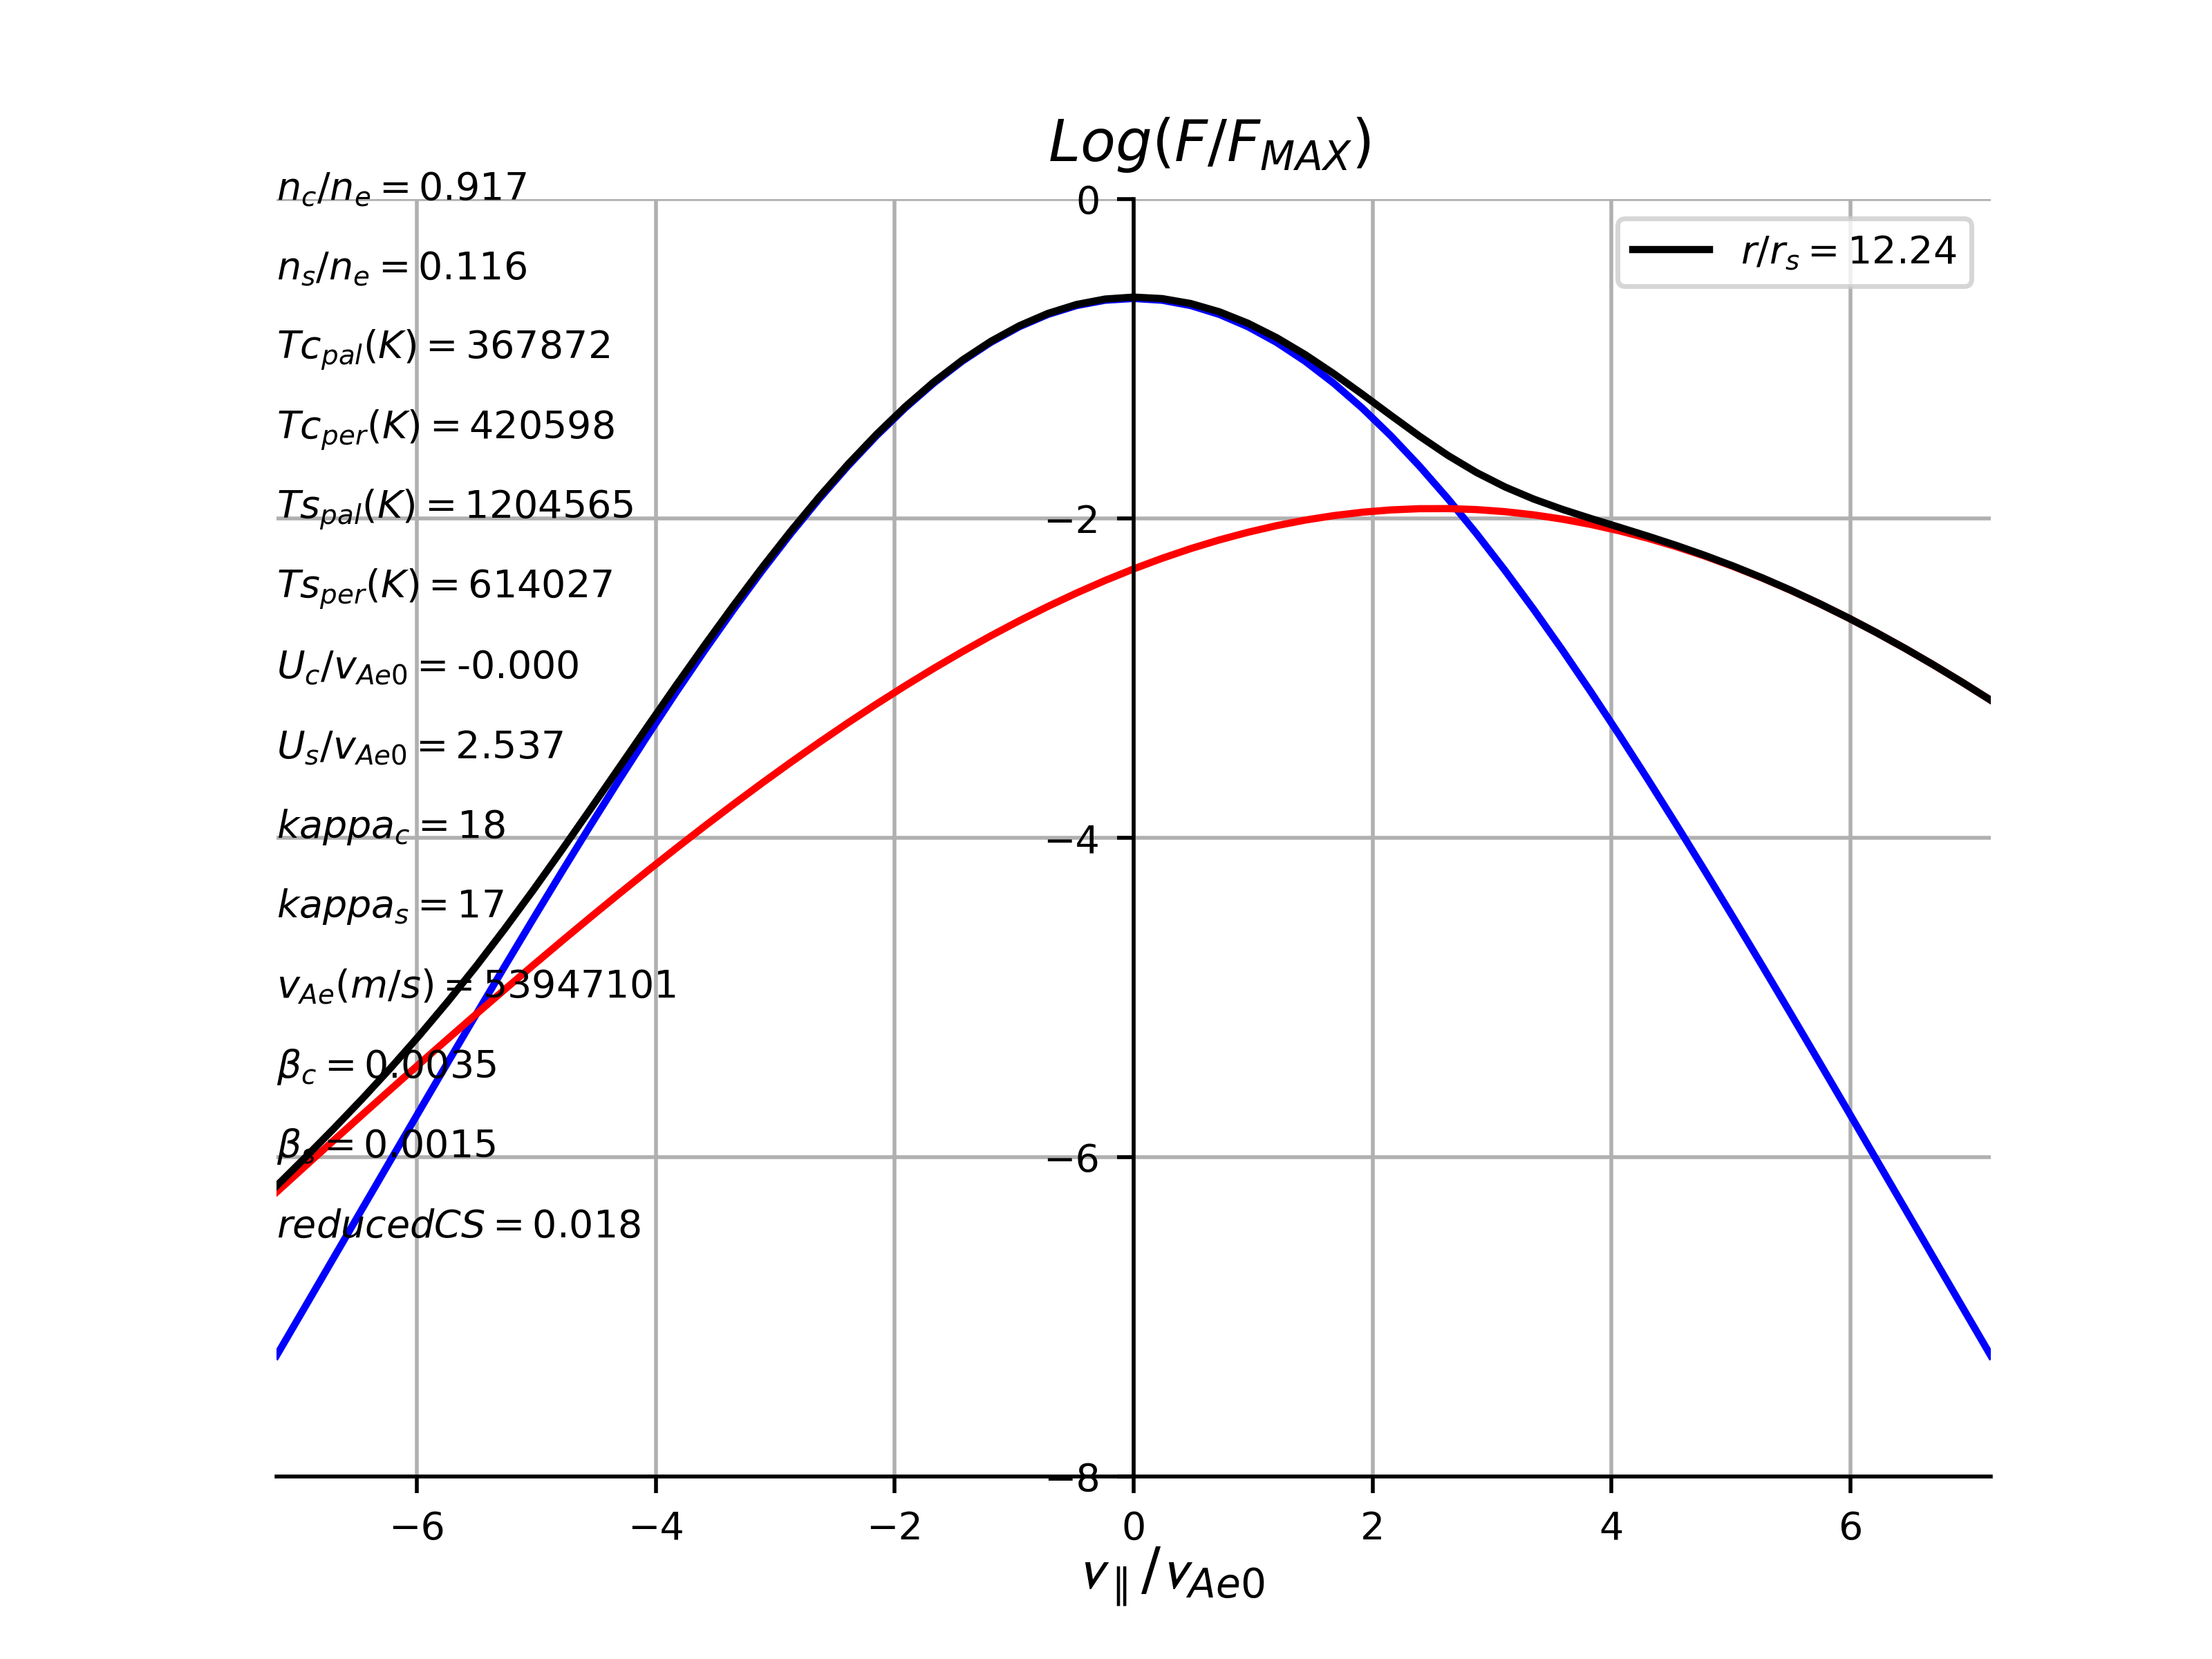 Log(F/F_MAX)
n_c/n_e = 0.917
0
r/r_s = 12.24
n_s/n_e = 0.116
Tc_pal(K) = 367872
Tc_per(K) = 420598
Ts_pal(K) = 1204565
−2
Ts_per(K) = 614027
U_c/v_Ae0 = -0.000
U_s/v_Ae0 = 2.537
kappa_c = 18
−4
kappa_s = 17
v_Ae(m/s) = 53947101
β_c = 0.0035
β_s = 0.0015
−6
reducedCS = 0.018
−8
−6 −4 −2 0 2 4 6
v_∥/v_Ae0